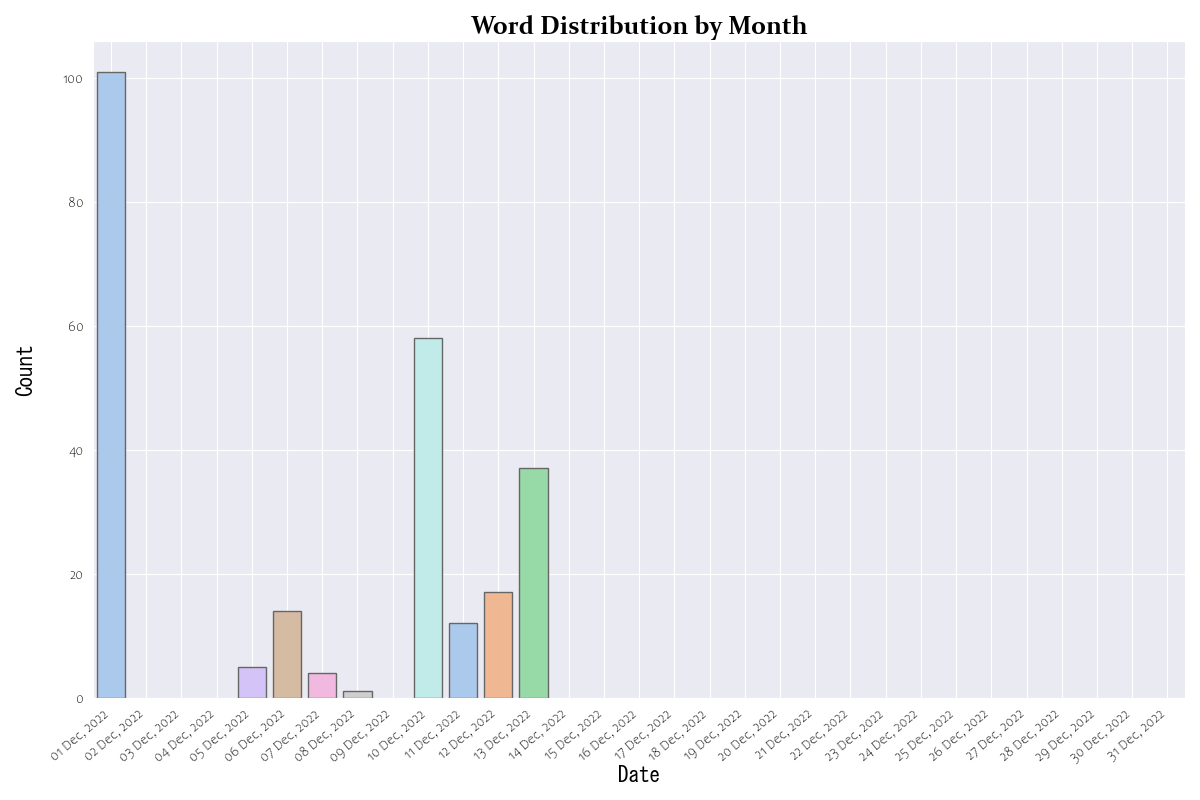 Word Distribution by Month
Count
100
80
60
40
20
0
01 Dec, 2022
02 Dec, 2022
03 Dec, 2022
04 Dec, 2022
05 Dec, 2022
06 Dec, 2022
07 Dec, 2022
08 Dec, 2022
09 Dec, 2022
10 Dec, 2022
11 Dec, 2022
12 Dec, 2022
13 Dec, 2022
14 Dec, 2022
15 Dec, 2022
16 Dec, 2022
17 Dec, 2022
18 Dec, 2022
19 Dec, 2022
20 Dec, 2022
21 Dec, 2022
22 Dec, 2022
23 Dec, 2022
24 Dec, 2022
25 Dec, 2022
26 Dec, 2022
27 Dec, 2022
28 Dec, 2022
29 Dec, 2022
30 Dec, 2022
31 Dec, 2022
Date